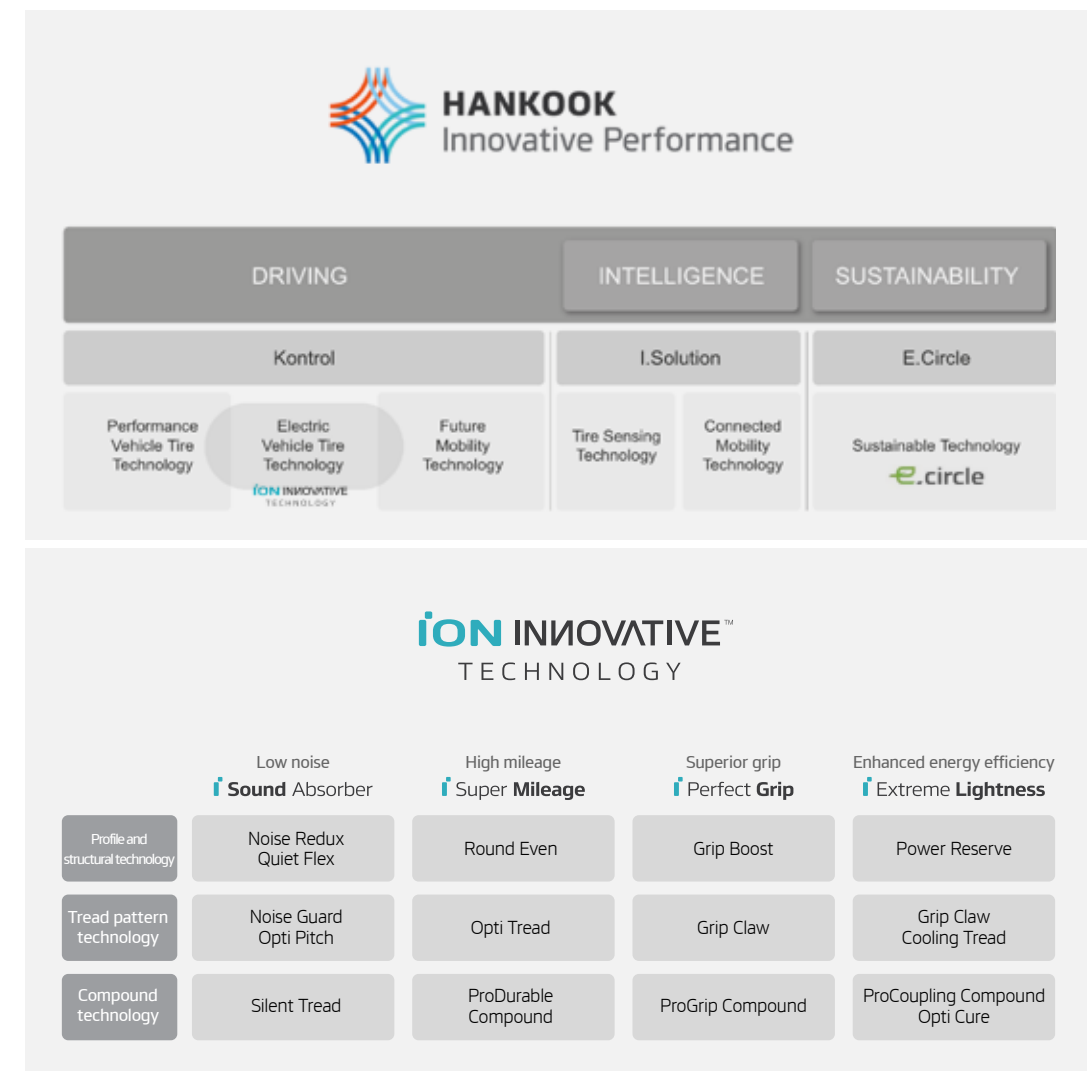 HANKOOK
Innovative Performance
DRIVING
INTELLIGENCE
SUSTAINABILITY
Kontrol
I.Solution
E.Circle
Performance
Vehicle Tire
Technology
Electric
Vehicle Tire
Technology
iON INNOVATIVE
TECHNOLOGY
Future
Mobility
Technology
Tire Sensing
Technology
Connected
Mobility
Technology
Sustainable Technology
e.circle
iON INNOVATIVE™
TECHNOLOGY
Low noise
i Sound Absorber
High mileage
i Super Mileage
Superior grip
i Perfect Grip
Enhanced energy efficiency
i Extreme Lightness
Profile and
structural technology
Noise Redux
Quiet Flex
Round Even
Grip Boost
Power Reserve
Tread pattern
technology
Noise Guard
Opti Pitch
Opti Tread
Grip Claw
Grip Claw
Cooling Tread
Compound
technology
Silent Tread
ProDurable
Compound
ProGrip Compound
ProCoupling Compound
Opti Cure